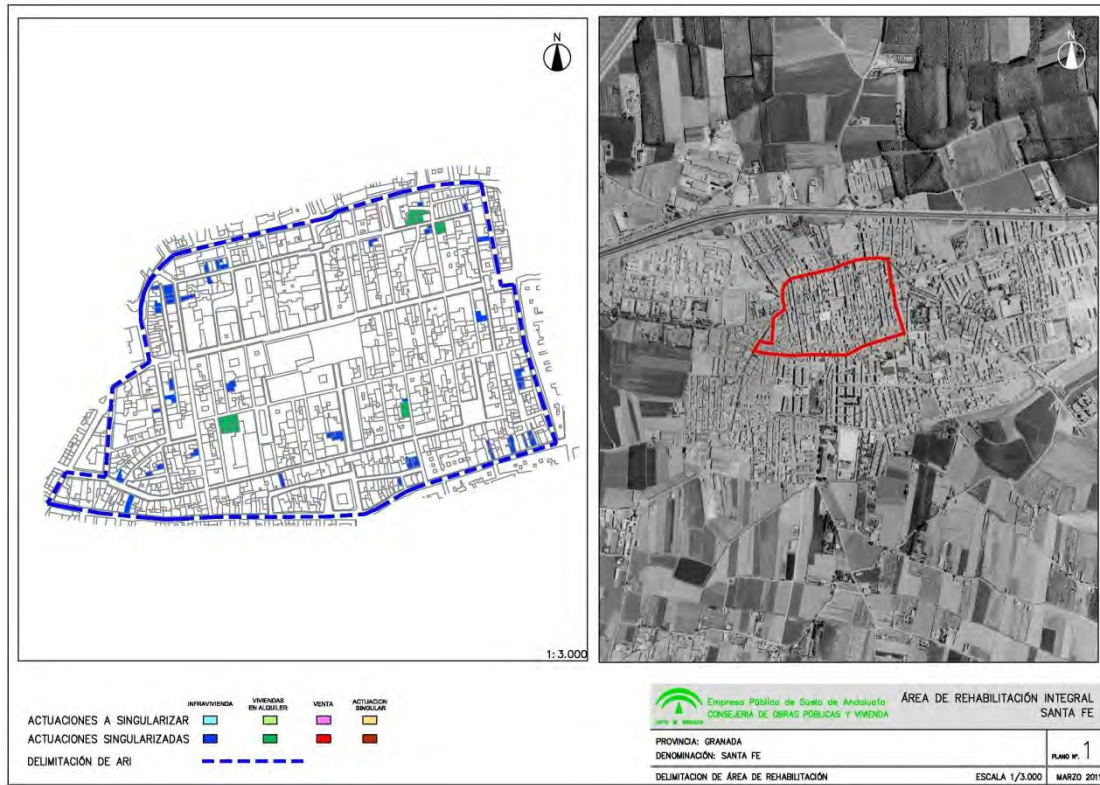 N
N
1:3.000
INFRAVIVIENDA
VIVIENDAS EN ALQUILER
VENTA
ACTUACION SINGULAR
ACTUACIONES A SINGULARIZAR
ACTUACIONES SINGULARIZADAS
DELIMITACIÓN DE ARI
Empresa Pública de Suelo de Andalucía
CONSEJERIA DE OBRAS PÚBLICAS Y VIVIENDA
ÁREA DE REHABILITACIÓN INTEGRAL
SANTA FE
PROVINCIA: GRANADA
DENOMINACIÓN: SANTA FE
PLANO Nº. 1
DELIMITACION DE ÁREA DE REHABILITACIÓN
ESCALA 1/3.000
MARZO 2011